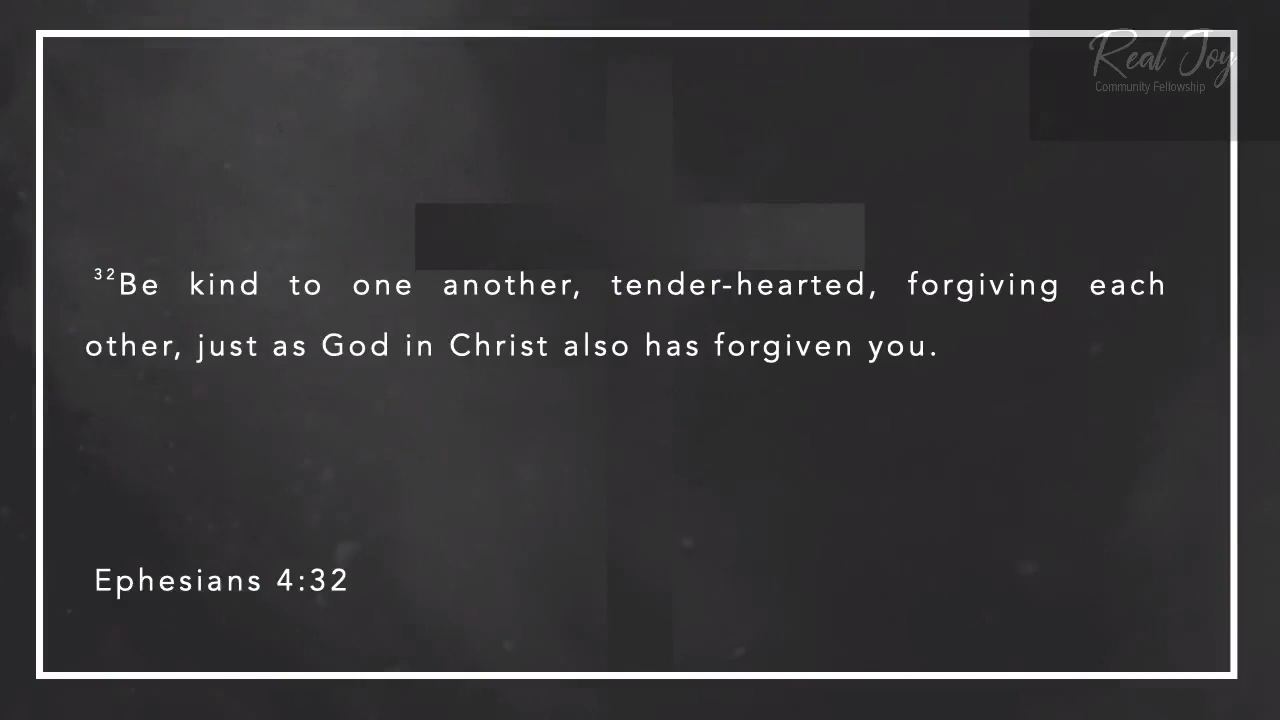 Real Joy
Community Fellowship
³²Be kind to one another, tender-hearted, forgiving each
other, just as God in Christ also has forgiven you.
Ephesians 4:32